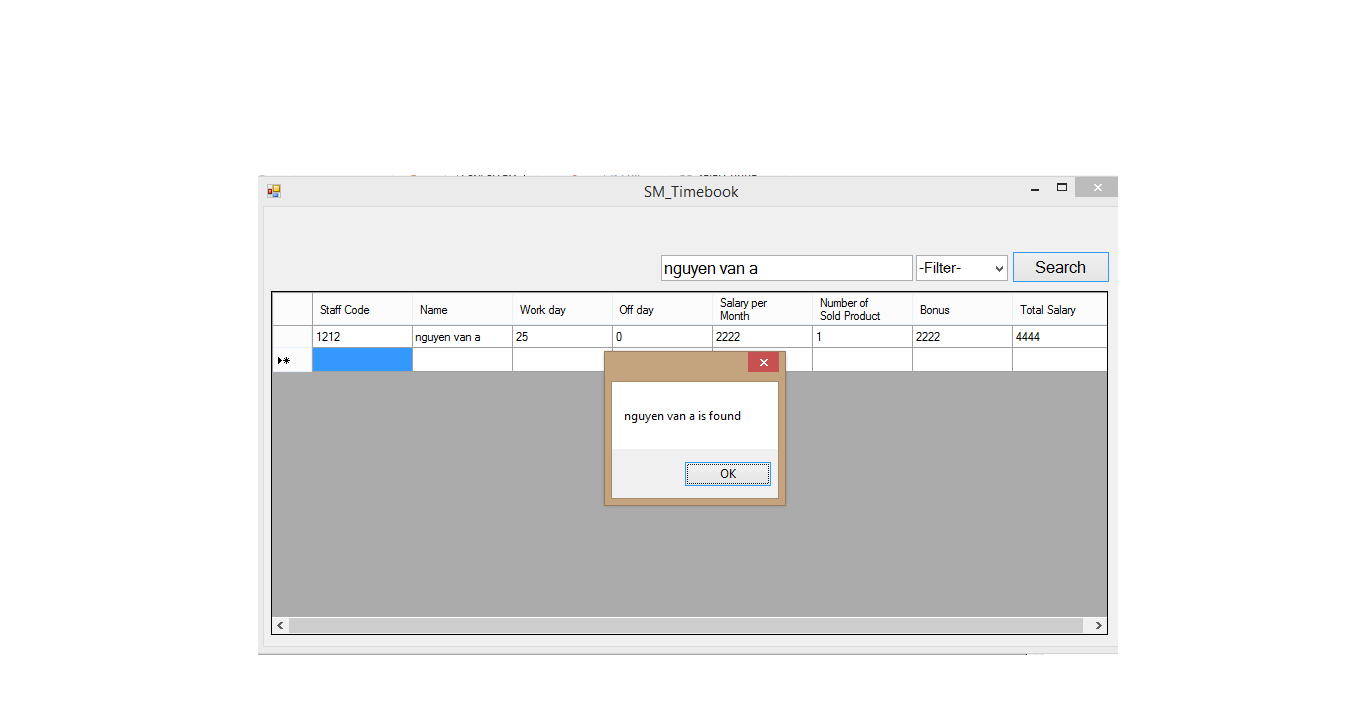 SM_Timebook
nguyen van a
-Filter-
Search
Staff Code
Name
Work day
Off day
Salary per
Month
Number of
Sold Product
Bonus
Total Salary
1212
nguyen van a
25
0
2222
1
2222
4444
nguyen van a is found
OK